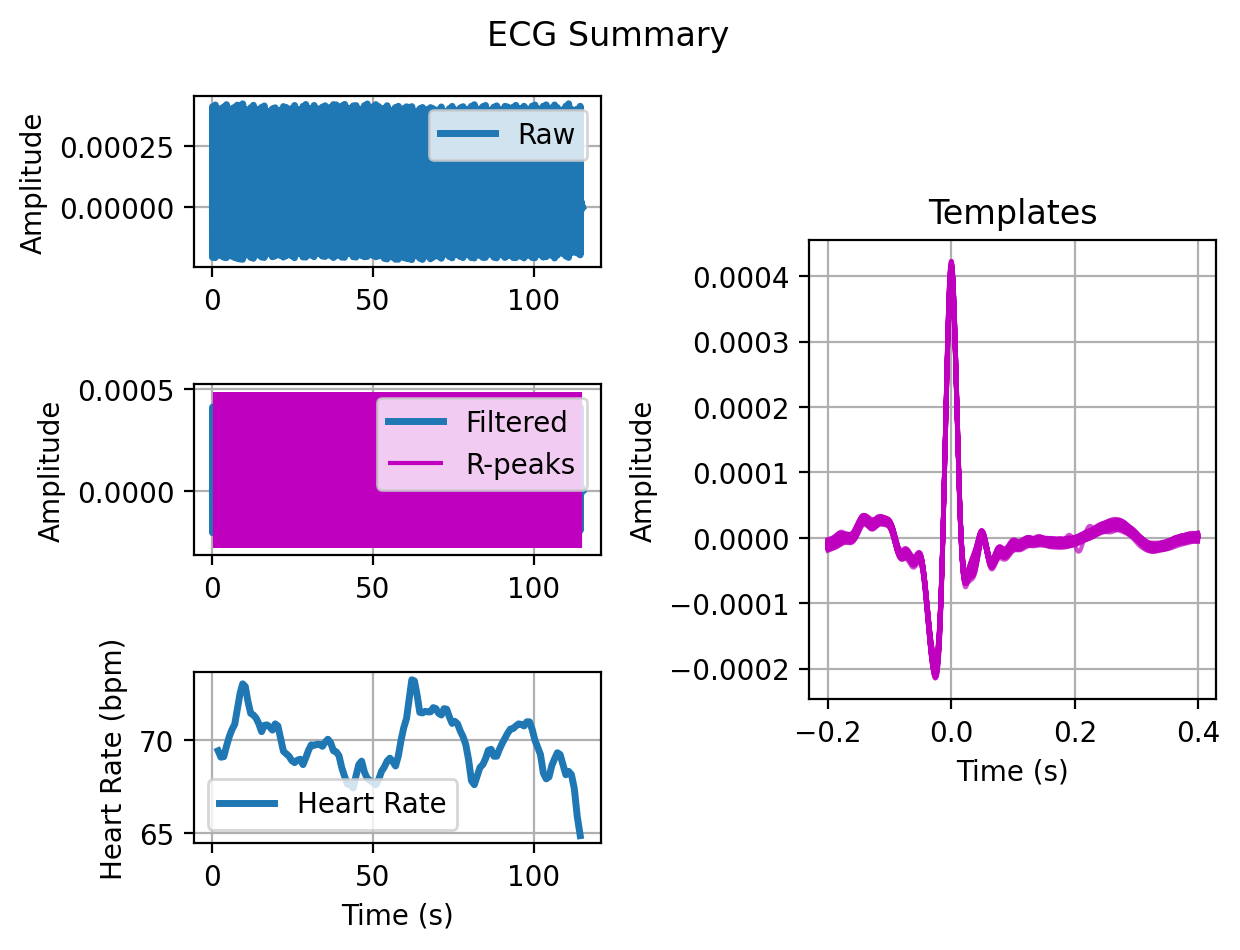 ECG Summary
Amplitude
0.00025
0.00000
Raw
0
50
100
Amplitude
0.0005
0.0000
Filtered
R-peaks
0
50
100
Heart Rate (bpm)
70
65
Heart Rate
0
50
100
Time (s)
Templates
Amplitude
0.0004
0.0003
0.0002
0.0001
0.0000
−0.0001
−0.0002
−0.2
0.0
0.2
0.4
Time (s)